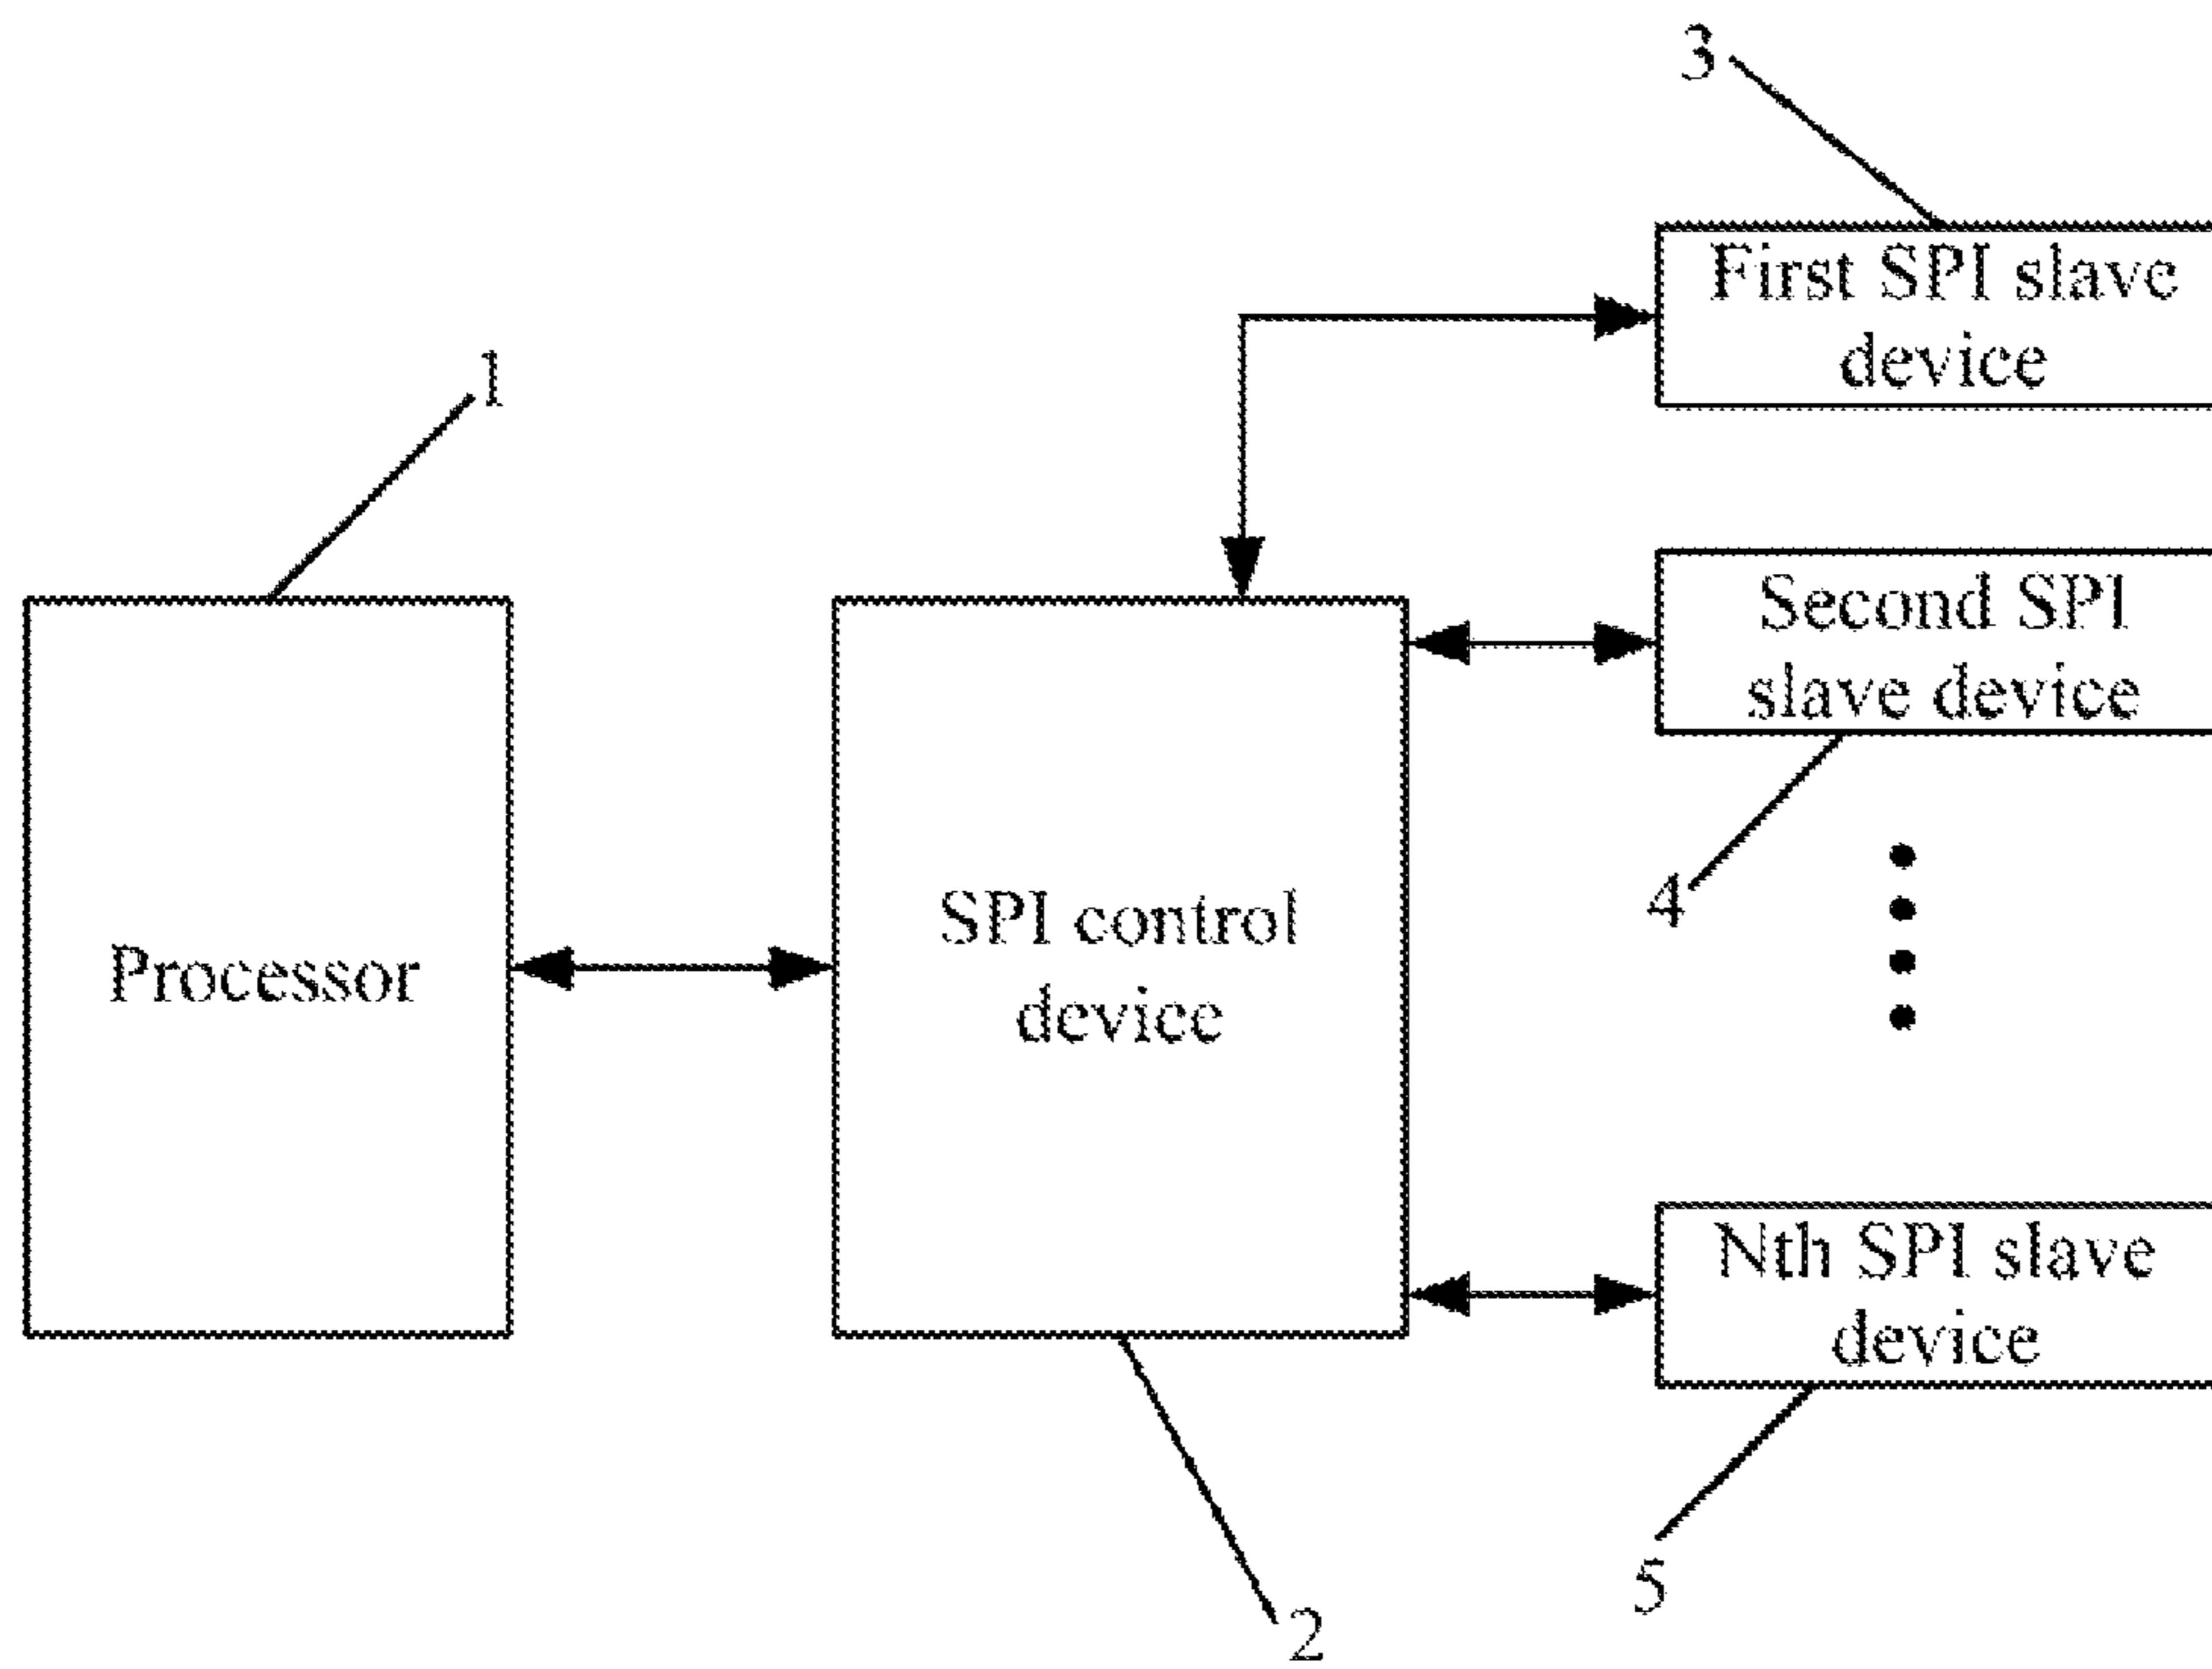 3
First SPI slave
device
1
Second SPI
slave device
4
Processor
SPI control
device
Nth SPI slave
device
5
2